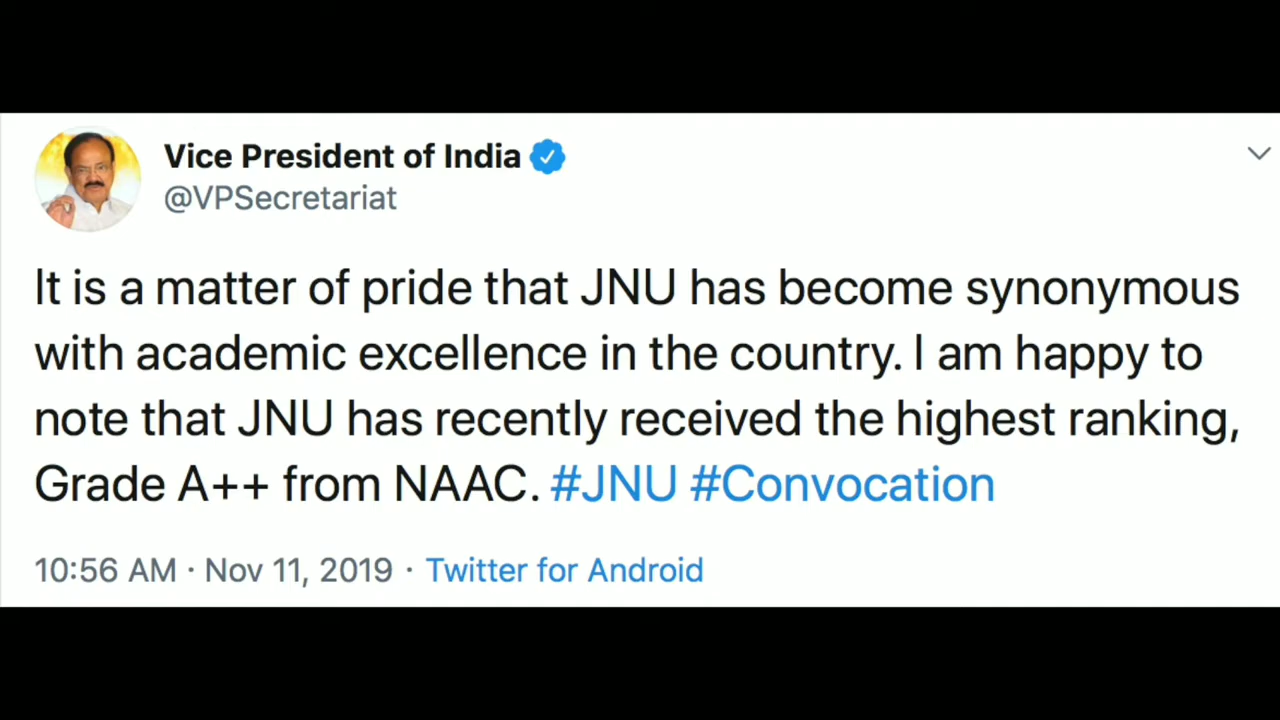 Vice President of India
@VPSecretariat
It is a matter of pride that JNU has become synonymous
with academic excellence in the country. I am happy to
note that JNU has recently received the highest ranking,
Grade A++ from NAAC. #JNU #Convocation
10:56 AM · Nov 11, 2019 · Twitter for Android